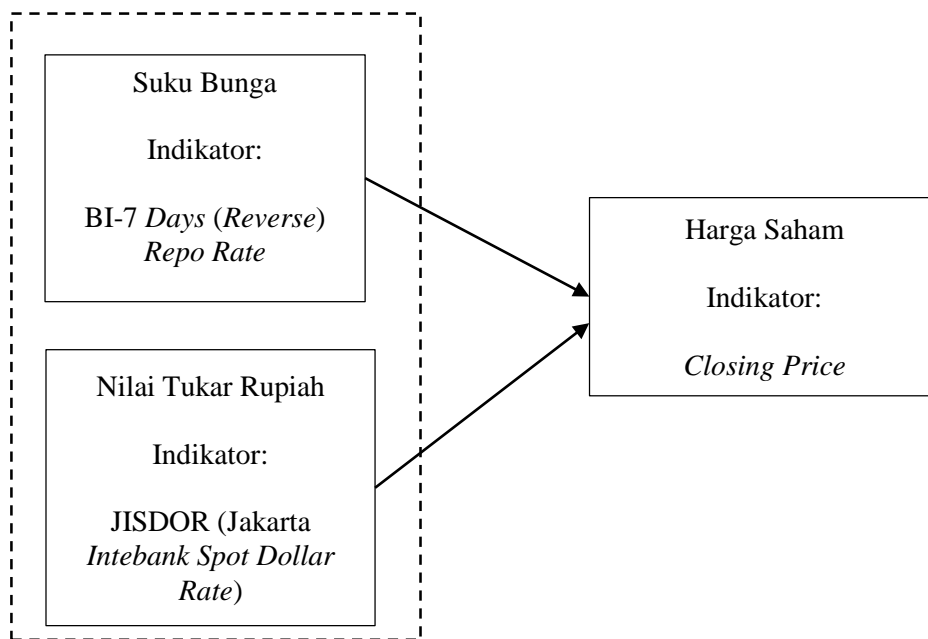 Suku Bunga
Indikator:
BI-7 Days (Reverse)
Repo Rate
Harga Saham
Indikator:
Closing Price
Nilai Tukar Rupiah
Indikator:
JISDOR (Jakarta
Intebank Spot Dollar
Rate)